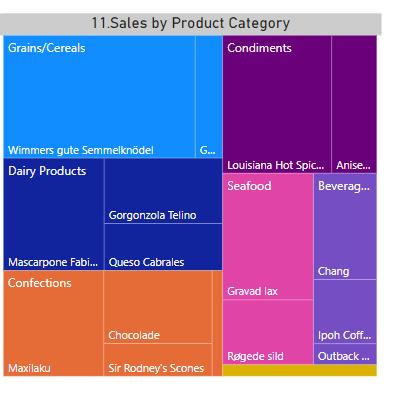 11.Sales by Product Category
Grains/Cereals
Wimmers gute Semmelknödel
G...
Condiments
Louisiana Hot Spic...
Anise...
Dairy Products
Mascarpone Fabi...
Gorgonzola Telino
Queso Cabrales
Seafood
Gravad lax
Røgede sild
Beverag...
Chang
Ipoh Coff...
Outback ...
Confections
Maxilaku
Chocolade
Sir Rodney's Scones